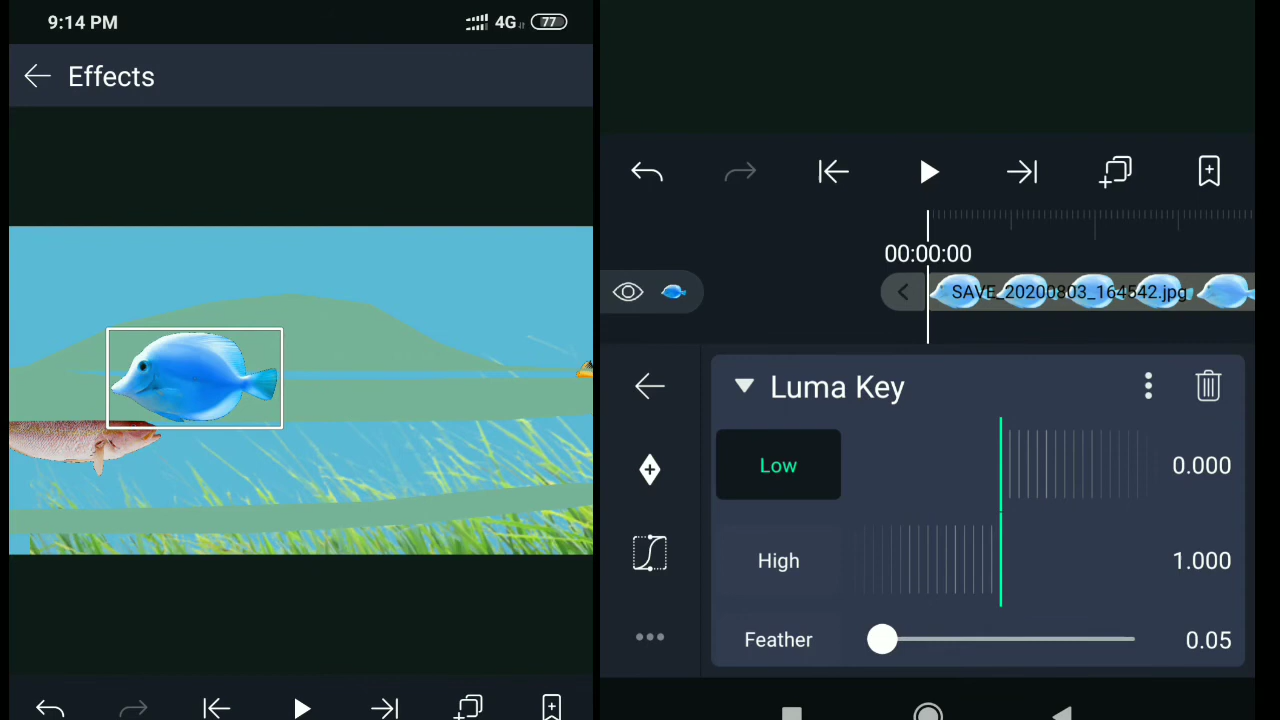 9:14 PM
4G
77
Effects
00:00:00
SAVE_20200803_164542.jpg
Luma Key
Low
0.000
High
1.000
Feather
0.05